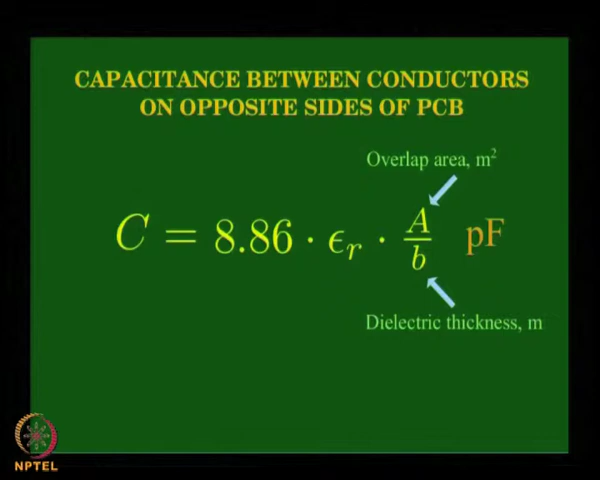 CAPACITANCE BETWEEN CONDUCTORS
ON OPPOSITE SIDES OF PCB
Overlap area, m²
C = 8.86 · ϵᵣ · A/b pF
Dielectric thickness, m
NPTEL